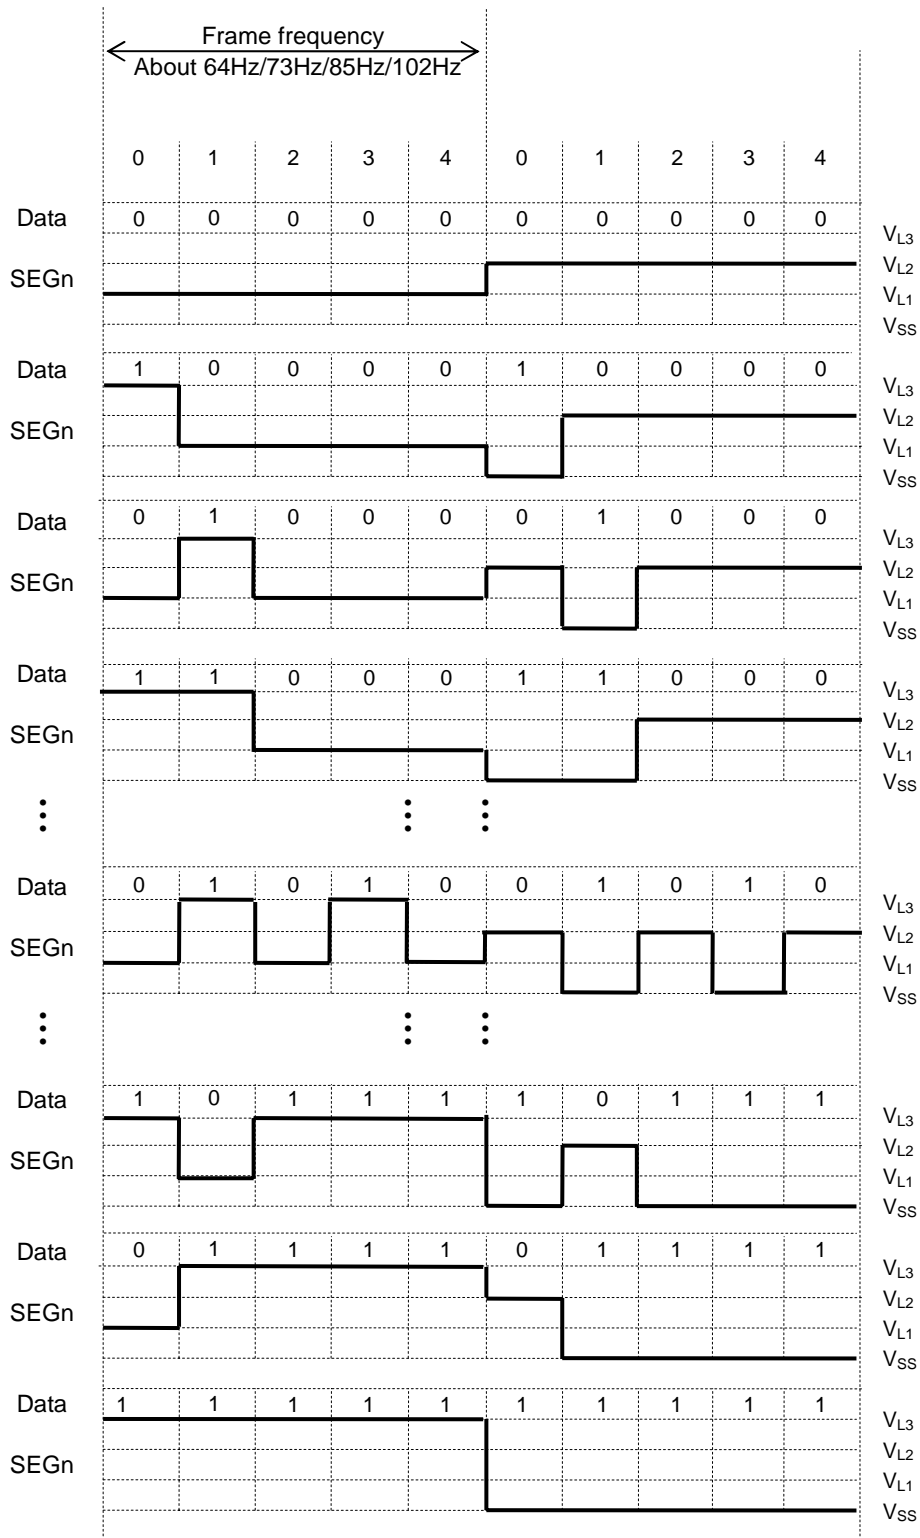 Frame frequency
About 64Hz/73Hz/85Hz/102Hz
0 1 2 3 4 0 1 2 3 4
Data 0 0 0 0 0 0 0 0 0 0
VL3
VL2
SEGn
VL1
VSS
Data 1 0 0 0 0 1 0 0 0 0
VL3
VL2
SEGn
VL1
VSS
Data 0 1 0 0 0 0 1 0 0 0
VL3
VL2
SEGn
VL1
VSS
Data 1 1 0 0 0 1 1 0 0 0
VL3
VL2
SEGn
VL1
VSS
Data 0 1 0 1 0 0 1 0 1 0
VL3
VL2
SEGn
VL1
VSS
Data 1 0 1 1 1 1 0 1 1 1
VL3
VL2
SEGn
VL1
VSS
Data 0 1 1 1 1 0 1 1 1 1
VL3
VL2
SEGn
VL1
VSS
Data 1 1 1 1 1 1 1 1 1 1
VL3
VL2
SEGn
VL1
VSS